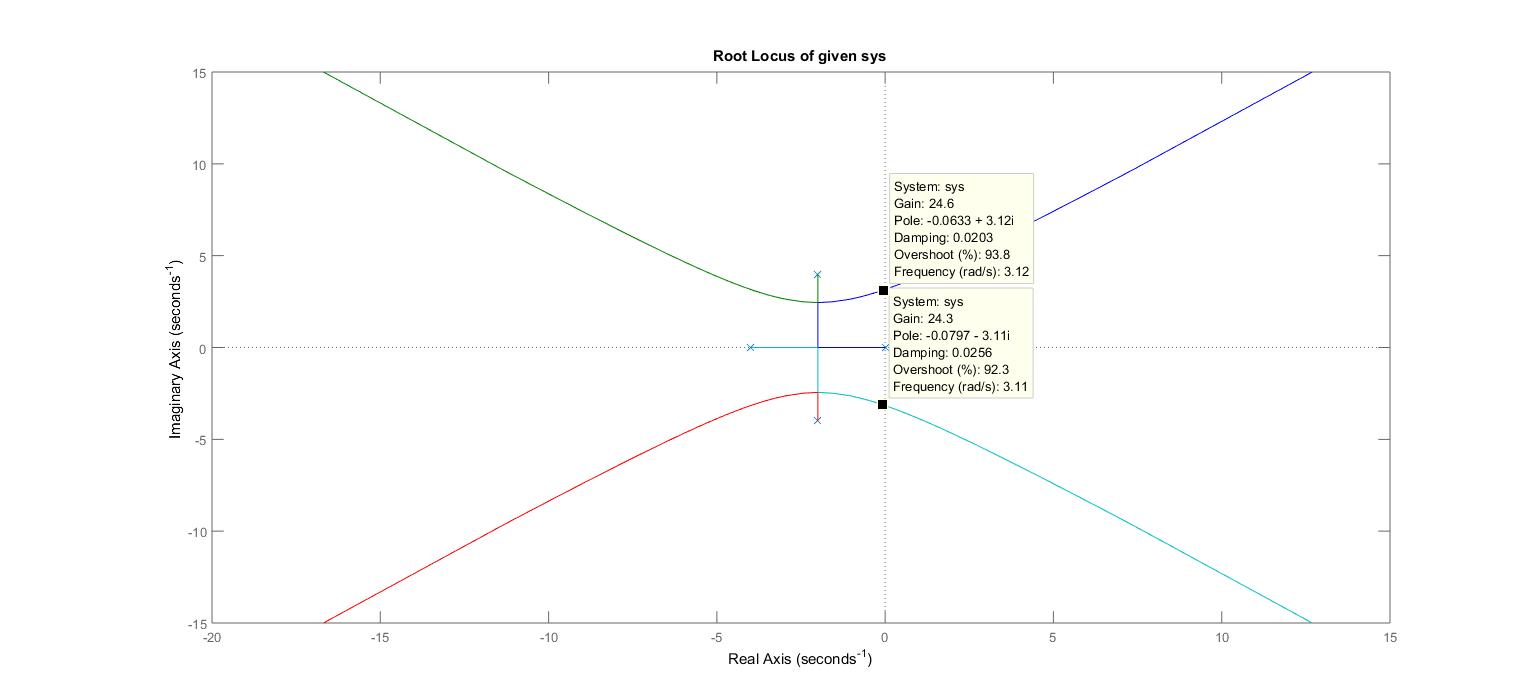 Root Locus of given sys
15
10
5
0
-5
-10
-15
Imaginary Axis (seconds-1)
System: sys
Gain: 24.6
Pole: -0.0633 + 3.12i
Damping: 0.0203
Overshoot (%): 93.8
Frequency (rad/s): 3.12
System: sys
Gain: 24.3
Pole: -0.0797 - 3.11i
Damping: 0.0256
Overshoot (%): 92.3
Frequency (rad/s): 3.11
-20 -15 -10 -5 0 5 10 15
Real Axis (seconds-1)